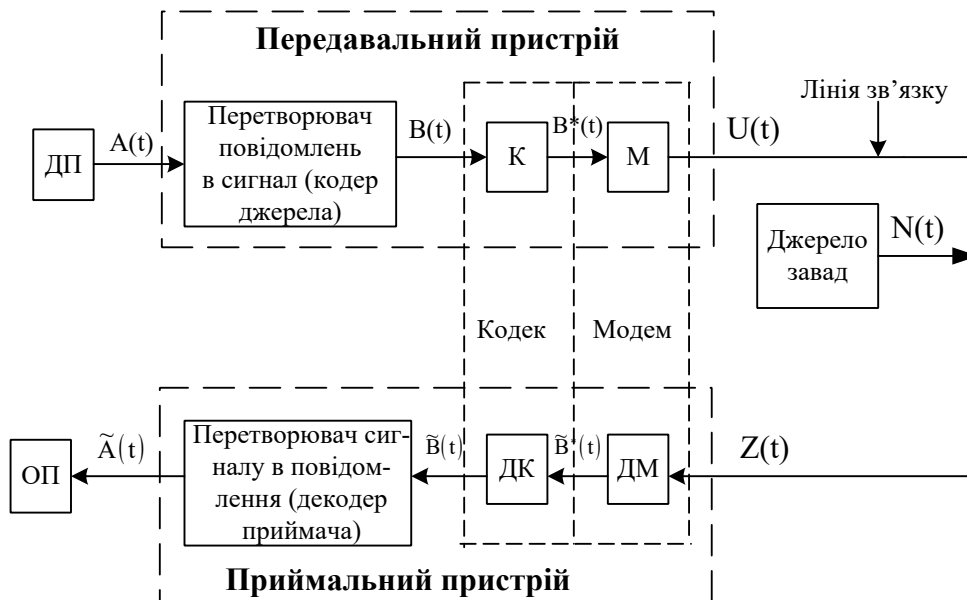 Передавальний пристрій
ДП
A(t)
Перетворювач
повідомлень
в сигнал (кодер
джерела)
B(t)
К
B*(t)
М
U(t)
Лінія зв’язку
Джерело
завад
N(t)
Кодек
Модем
ОП
Ã(t)
Перетворювач сиг-
налу в повідом-
лення (декодер
приймача)
B̃(t)
ДК
B̃*(t)
ДМ
Z(t)
Приймальний пристрій